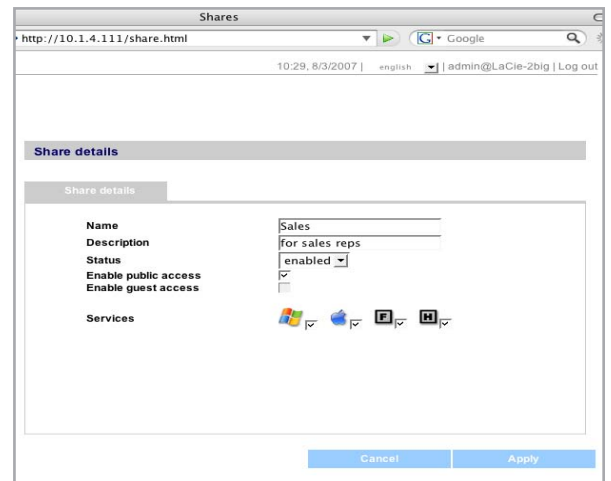 Shares
http://10.1.4.111/share.html
G Google
10:29, 8/3/2007 | english | admin@LaCie-2big | Log out
Share details
Share details
Name Sales
Description for sales reps
Status enabled
Enable public access
Enable guest access
Services F H
Cancel Apply